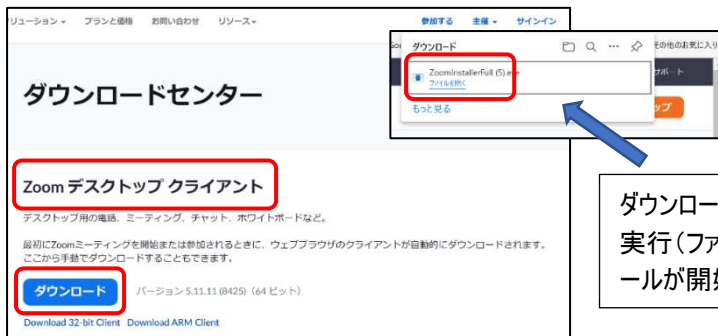 リューション プランと価格 お問い合わせ リソース
参加する 主催 サインイン
ダウンロードセンター
Zoom デスクトップ クライアント
デスクトップ用の電話、ミーティング、チャット、ホワイトボードなど。
最初にZoomミーティングを開始または参加されるときに、ウェブブラウザのクライアントが自動的にダウンロードされます。
ここから手動でダウンロードすることもできます。
ダウンロード バージョン 5.11.11 (8425) (64 ビット)
Download 32-bit Client Download ARM Client
ダウンロード
その他のお気に入り
ZoomInstallerFull (5).exe
ファイルを開く
もっと見る
サポート
ップ
ダウンロー
実行(ファ
ールが開